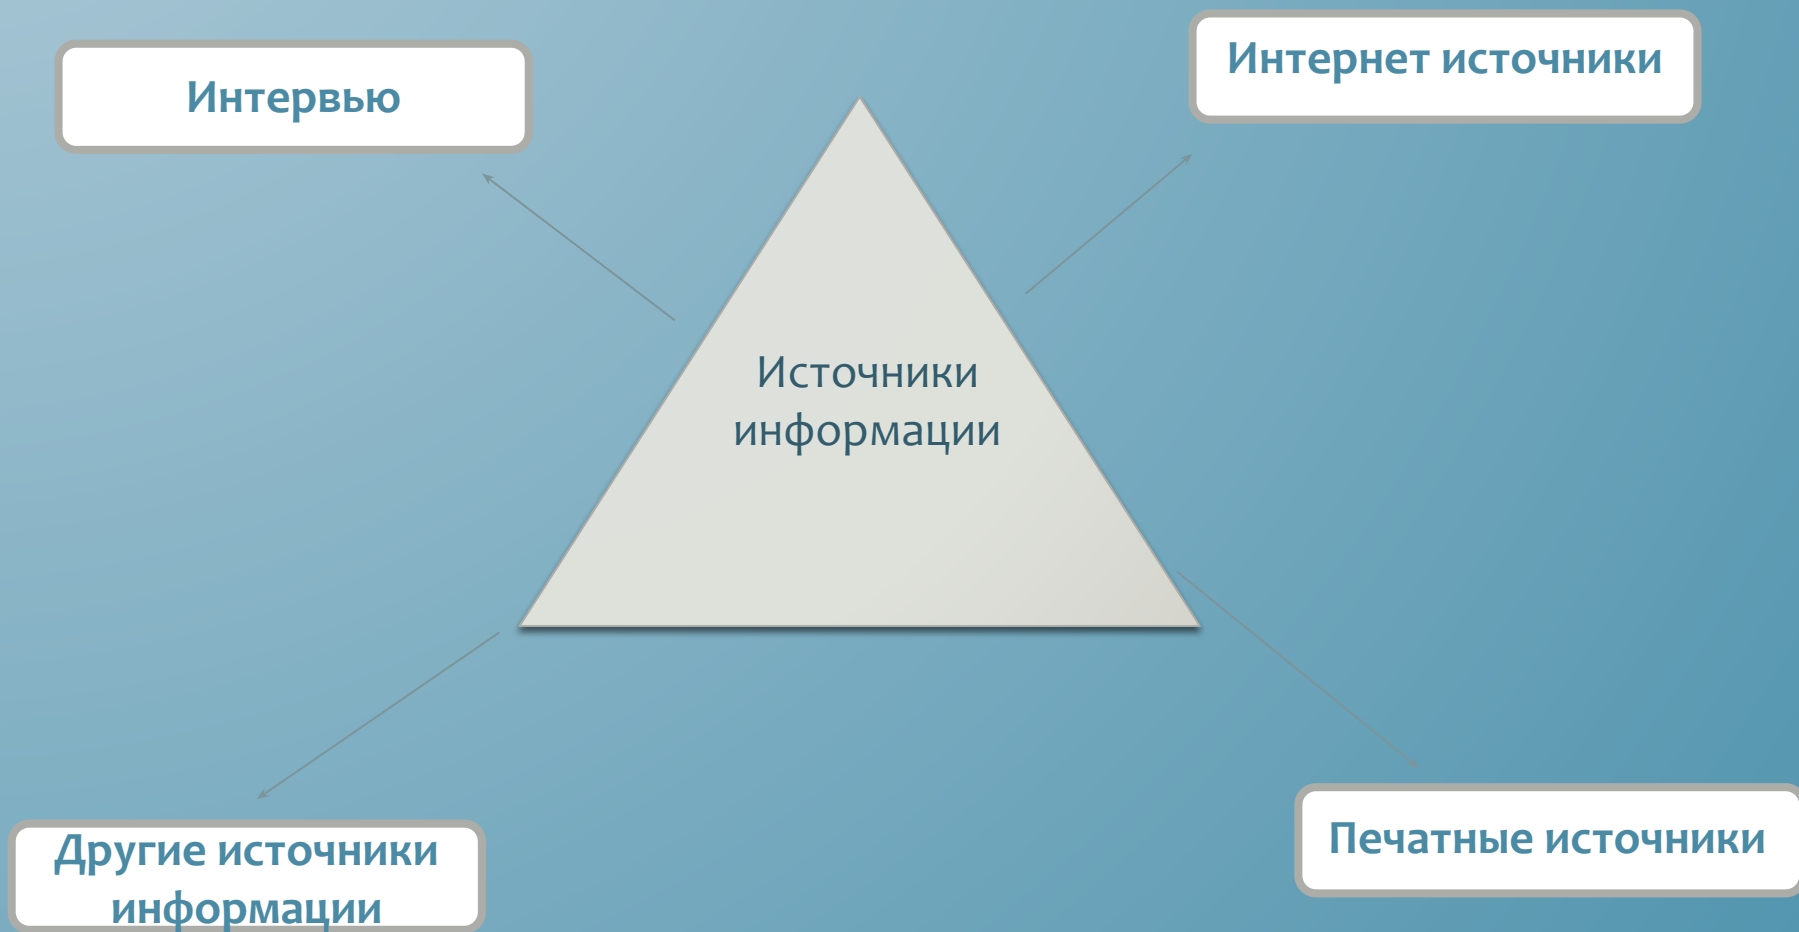 Интервью
Интернет источники
Источники
информации
Другие источники
информации
Печатные источники